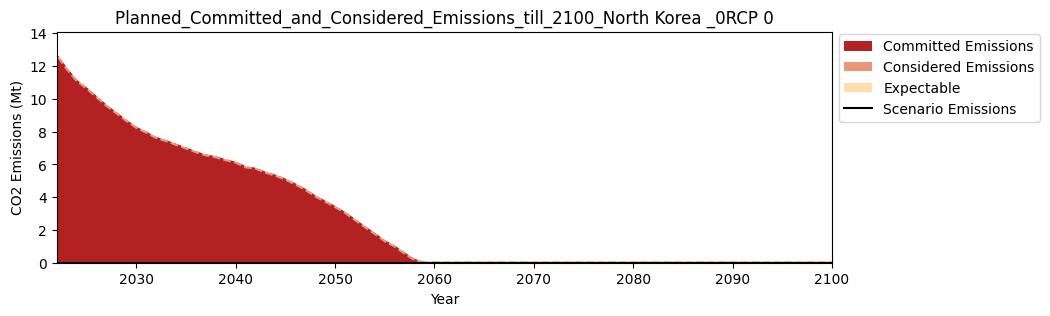 Planned_Committed_and_Considered_Emissions_till_2100_North Korea _0RCP 0
14
12
10
8
6
4
2
0
CO2 Emissions (Mt)
2030
2040
2050
2060
2070
2080
2090
2100
Year
Committed Emissions
Considered Emissions
Expectable
Scenario Emissions